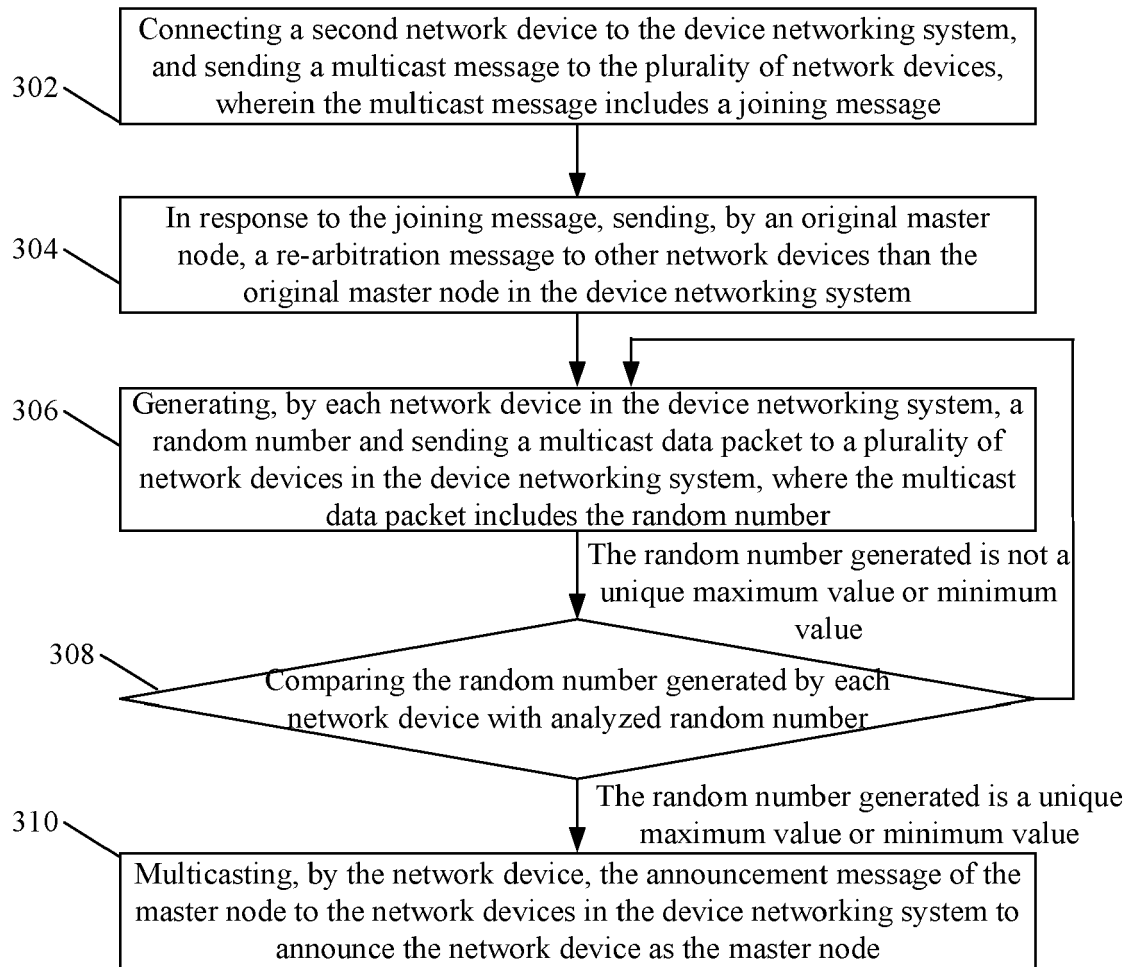 Connecting a second network device to the device networking system,
and sending a multicast message to the plurality of network devices,
wherein the multicast message includes a joining message
302
In response to the joining message, sending, by an original master
node, a re-arbitration message to other network devices than the
original master node in the device networking system
304
Generating, by each network device in the device networking system, a
random number and sending a multicast data packet to a plurality of
network devices in the device networking system, where the multicast
data packet includes the random number
306
The random number generated is not a
unique maximum value or minimum
value
308
Comparing the random number generated by each
network device with analyzed random number
The random number generated is a unique
maximum value or minimum value
310
Multicasting, by the network device, the announcement message of the
master node to the network devices in the device networking system to
announce the network device as the master node